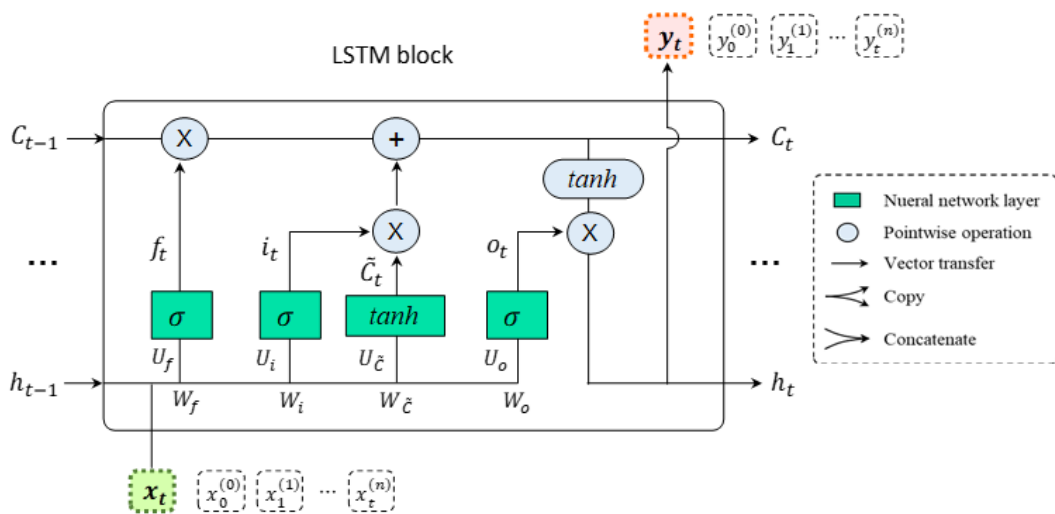 y_t y_0^{(0)} y_1^{(1)} ⋯ y_t^{(n)}
LSTM block
C_{t−1} X + C_t
tanh
f_t i_t X o_t X
C̃_t
... ...
σ σ tanh σ
U_f U_i U_{C̃} U_o
h_{t−1} h_t
W_f W_i W_{C̃} W_o
x_t x_0^{(0)} x_1^{(1)} ⋯ x_t^{(n)}
Nueral network layer
Pointwise operation
Vector transfer
Copy
Concatenate